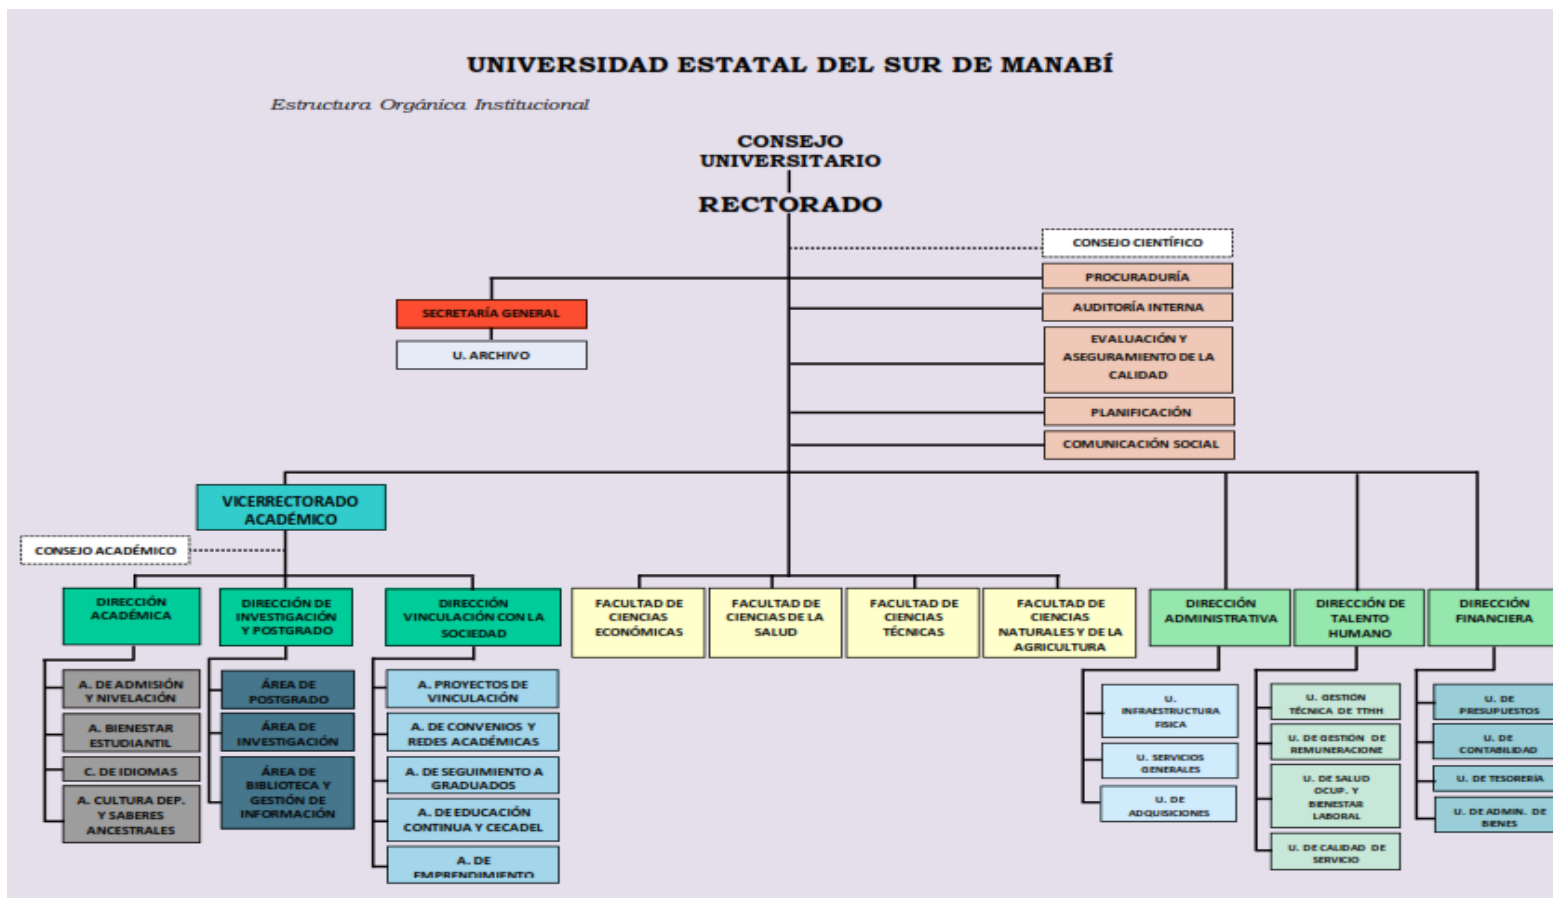 UNIVERSIDAD ESTATAL DEL SUR DE MANABÍ
Estructura Orgánica Institucional
CONSEJO
UNIVERSITARIO
RECTORADO
CONSEJO CIENTÍFICO
PROCURADURÍA
SECRETARÍA GENERAL
AUDITORÍA INTERNA
U. ARCHIVO
EVALUACIÓN Y
ASEGURAMIENTO DE LA
CALIDAD
PLANIFICACIÓN
COMUNICACIÓN SOCIAL
VICERRECTORADO
ACADÉMICO
CONSEJO ACADÉMICO
DIRECCIÓN
ACADÉMICA
DIRECCIÓN DE
INVESTIGACIÓN
Y POSTGRADO
DIRECCIÓN
VINCULACIÓN CON LA
SOCIEDAD
FACULTAD DE
CIENCIAS
ECONÓMICAS
FACULTAD DE
CIENCIAS DE LA
SALUD
FACULTAD DE
CIENCIAS
TÉCNICAS
FACULTAD DE
CIENCIAS
NATURALES Y DE LA
AGRICULTURA
DIRECCIÓN
ADMINISTRATIVA
DIRECCIÓN DE
TALENTO
HUMANO
DIRECCIÓN
FINANCIERA
A. DE ADMISIÓN
Y NIVELACIÓN
A. BIENESTAR
ESTUDIANTIL
C. DE IDIOMAS
A. CULTURA DEP.
Y SABERES
ANCESTRALES
ÁREA DE
POSTGRADO
ÁREA DE
INVESTIGACIÓN
ÁREA DE
BIBLIOTECA Y
GESTIÓN DE
INFORMACIÓN
A. PROYECTOS DE
VINCULACIÓN
A. DE CONVENIOS Y
REDES ACADÉMICAS
A. DE SEGUIMIENTO A
GRADUADOS
A. DE EDUCACIÓN
CONTINUA Y CECADEL
A. DE
EMPRENDIMIENTO
U.
INFRAESTRUCTURA
FISICA
U. SERVICIOS
GENERALES
U. DE
ADQUISICIONES
U. GESTIÓN
TÉCNICA DE TTHH
U. DE GESTIÓN DE
REMUNERACIONE
U. DE SALUD
OCUP. Y
BIENESTAR
LABORAL
U. DE CALIDAD DE
SERVICIO
U. DE
PRESUPUESTOS
U. DE
CONTABILIDAD
U. DE TESORERÍA
U. DE ADMIN. DE
BIENES